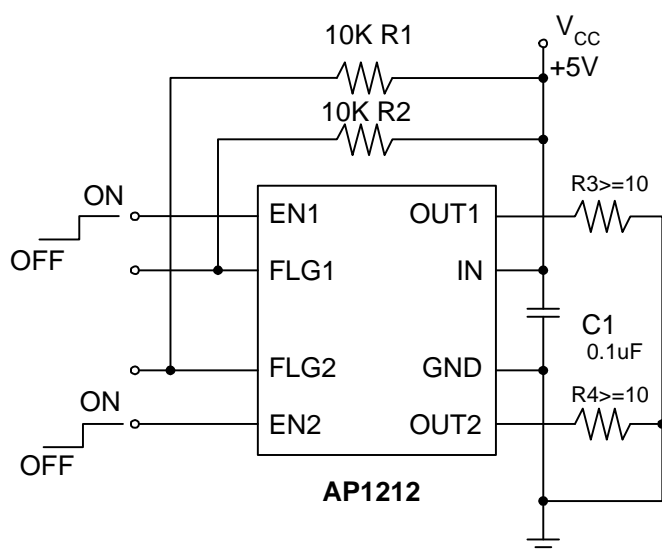 10K R1
V_CC
+5V
10K R2
R3>=10
ON
OFF
EN1
OUT1
FLG1
IN
C1
0.1uF
FLG2
GND
R4>=10
ON
OFF
EN2
OUT2
AP1212